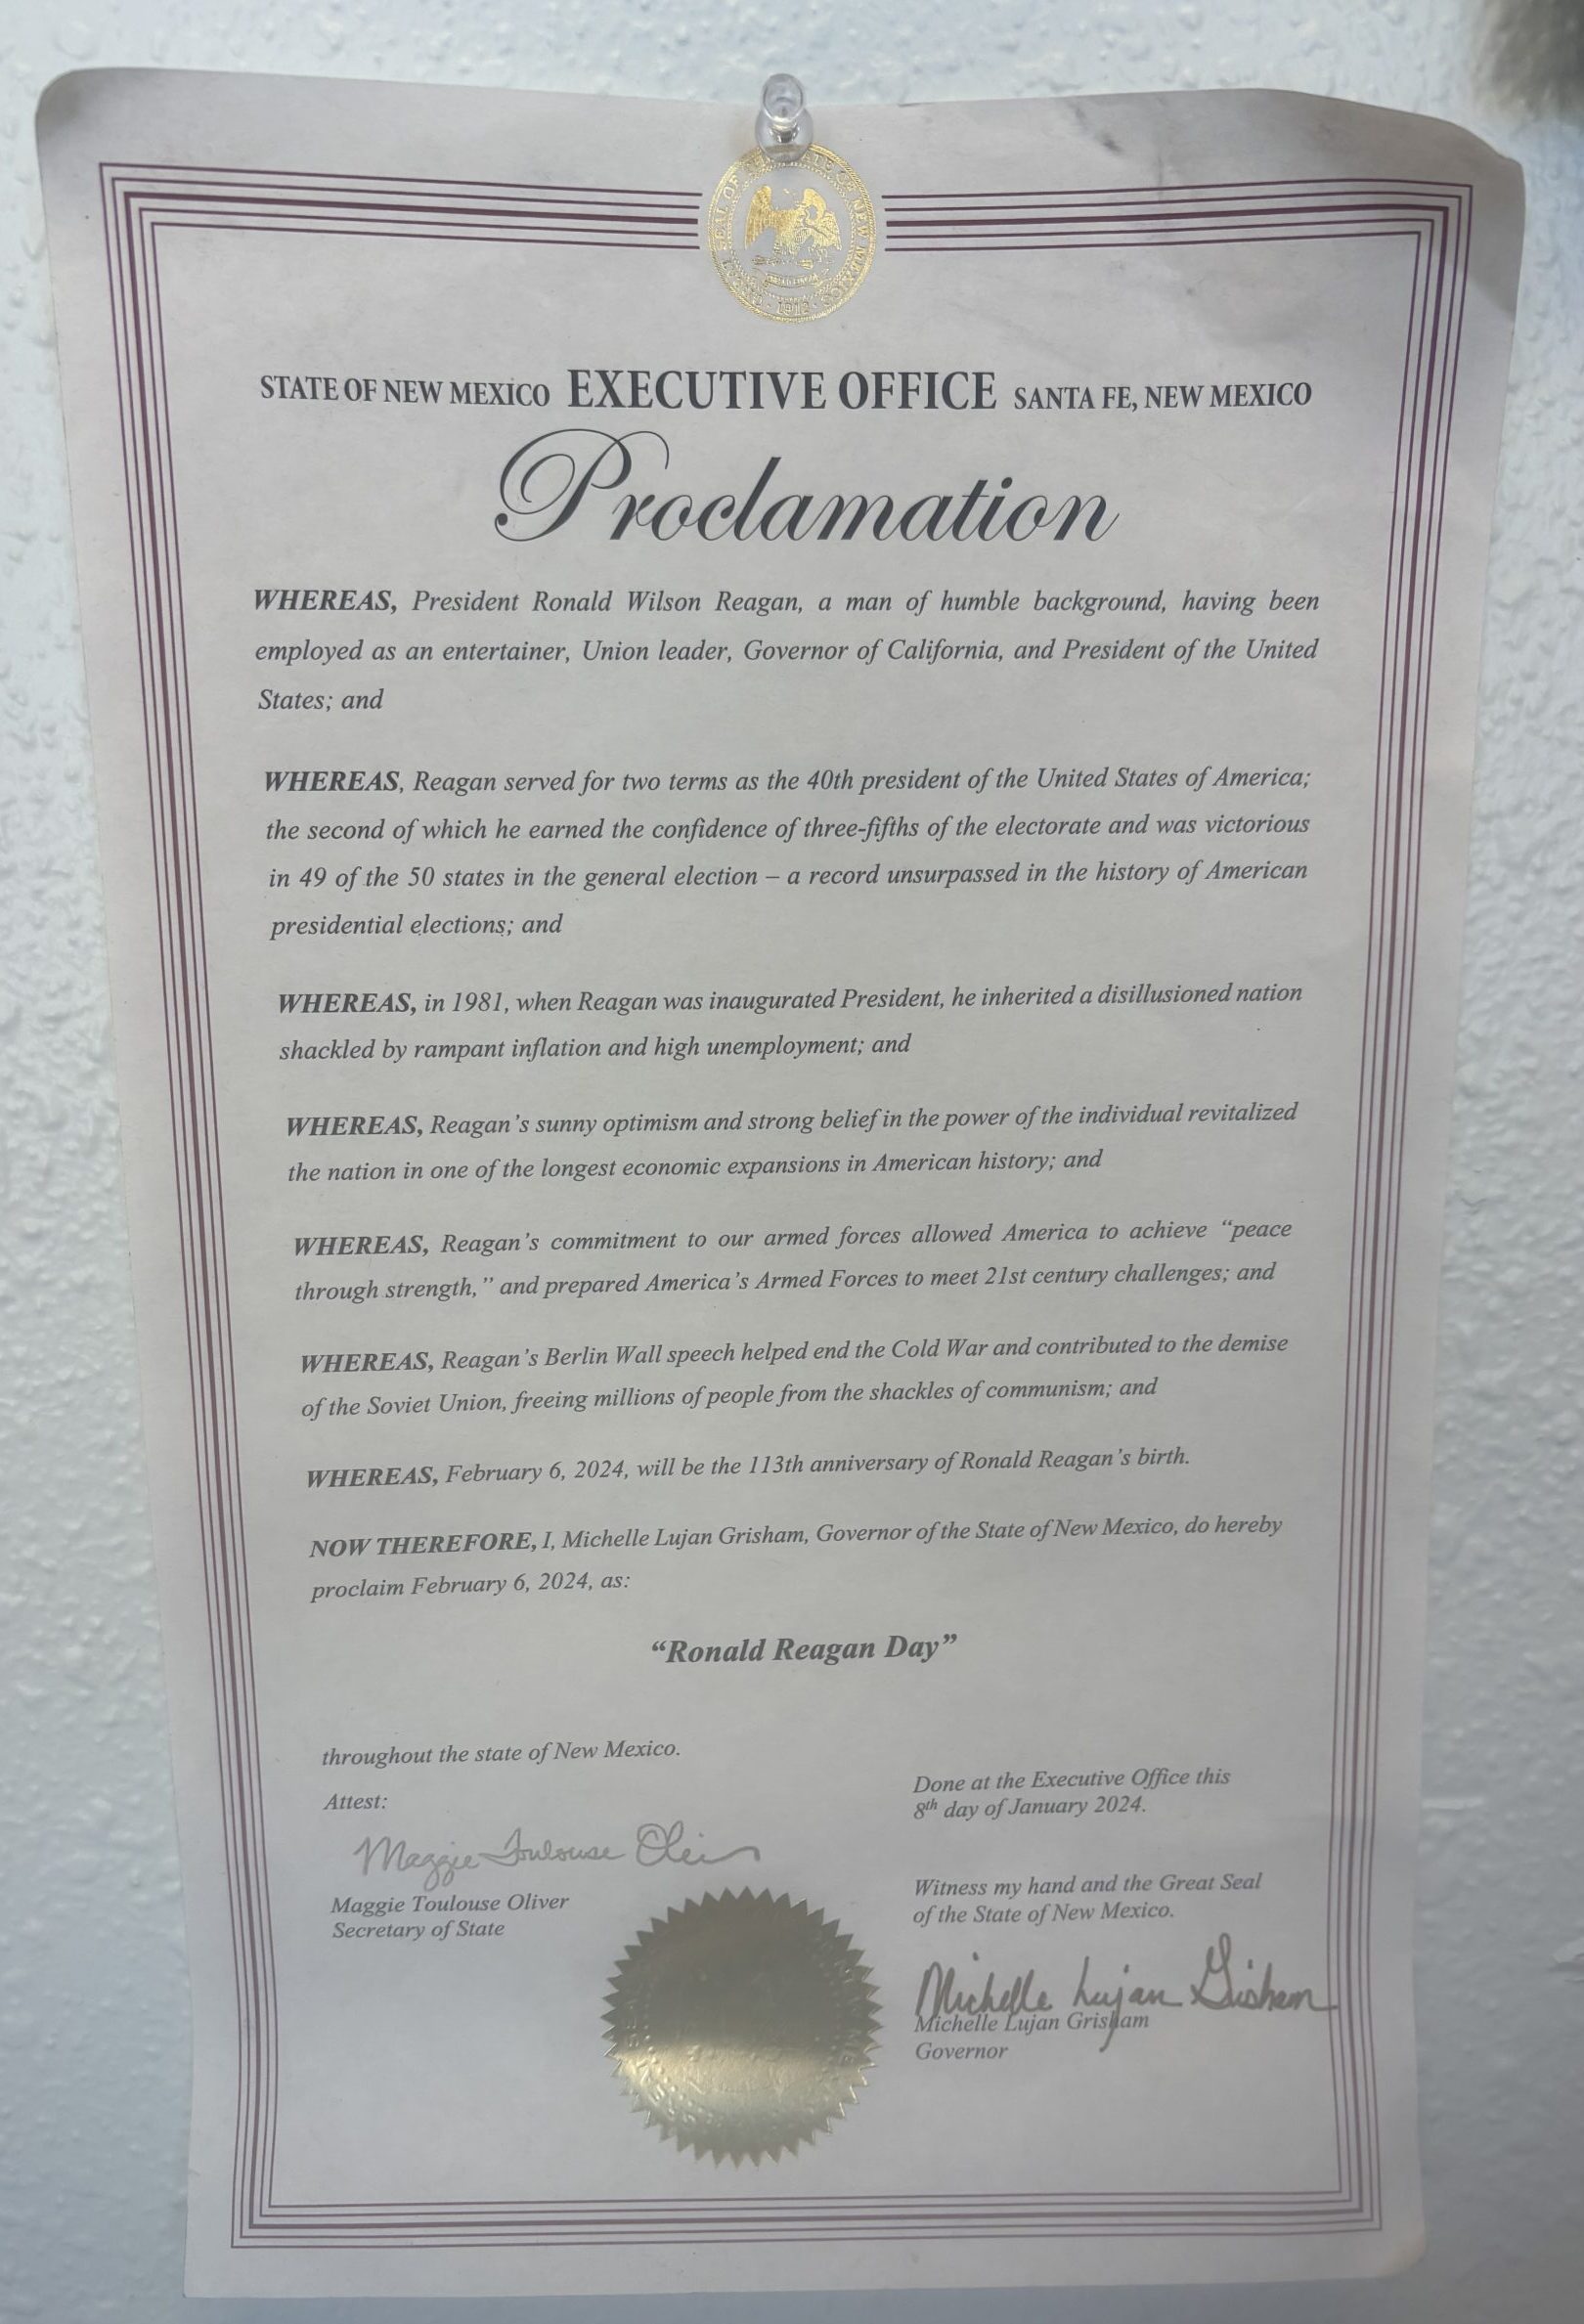 STATE OF NEW MEXICO EXECUTIVE OFFICE SANTA FE, NEW MEXICO
Proclamation
WHEREAS, President Ronald Wilson Reagan, a man of humble background, having been
employed as an entertainer, Union leader, Governor of California, and President of the United
States; and
WHEREAS, Reagan served for two terms as the 40th president of the United States of America;
the second of which he earned the confidence of three-fifths of the electorate and was victorious
in 49 of the 50 states in the general election – a record unsurpassed in the history of American
presidential elections; and
WHEREAS, in 1981, when Reagan was inaugurated President, he inherited a disillusioned nation
shackled by rampant inflation and high unemployment; and
WHEREAS, Reagan's sunny optimism and strong belief in the power of the individual revitalized
the nation in one of the longest economic expansions in American history; and
WHEREAS, Reagan's commitment to our armed forces allowed America to achieve "peace
through strength," and prepared America's Armed Forces to meet 21st century challenges; and
WHEREAS, Reagan's Berlin Wall speech helped end the Cold War and contributed to the demise
of the Soviet Union, freeing millions of people from the shackles of communism; and
WHEREAS, February 6, 2024, will be the 113th anniversary of Ronald Reagan's birth.
NOW THEREFORE, I, Michelle Lujan Grisham, Governor of the State of New Mexico, do hereby
proclaim February 6, 2024, as:
"Ronald Reagan Day"
throughout the state of New Mexico.
Attest:
Maggie Toulouse Oliver
Maggie Toulouse Oliver
Secretary of State
Done at the Executive Office this
8th day of January 2024.
Witness my hand and the Great Seal
of the State of New Mexico.
Michelle Lujan Grisham
Michelle Lujan Grisham
Governor